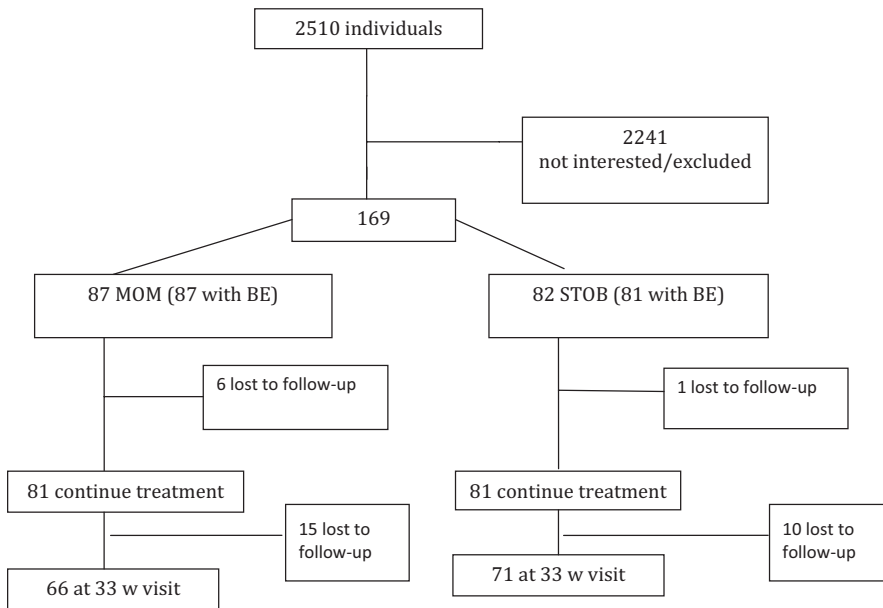 2510 individuals
2241
not interested/excluded
169
87 MOM (87 with BE)
82 STOB (81 with BE)
6 lost to follow-up
1 lost to follow-up
81 continue treatment
81 continue treatment
15 lost to
follow-up
10 lost to
follow-up
66 at 33 w visit
71 at 33 w visit